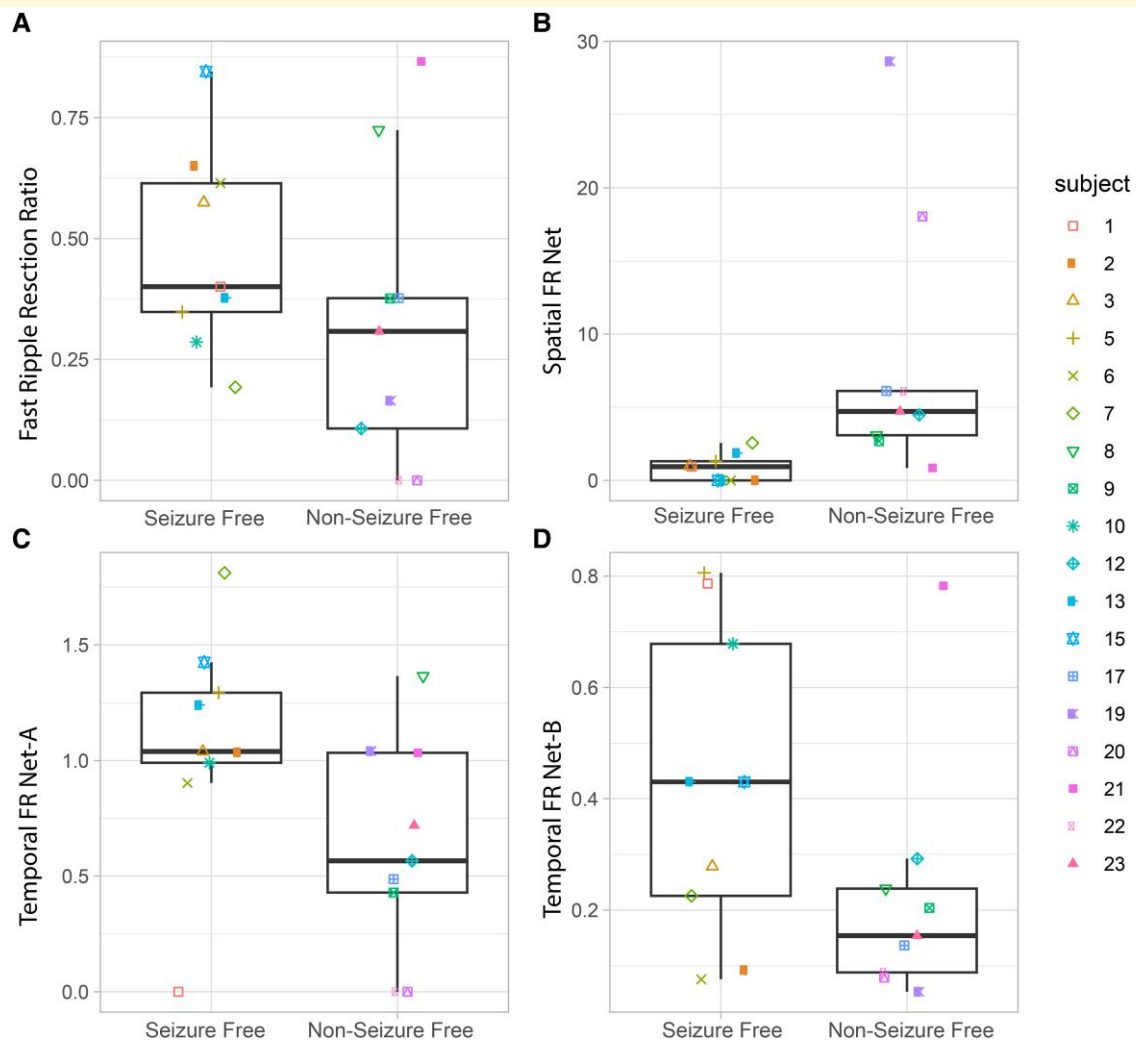 A
Fast Ripple Resction Ratio
0.75
0.50
0.25
0.00
Seizure Free
Non-Seizure Free
B
Spatial FR Net
30
20
10
0
Seizure Free
Non-Seizure Free
C
Temporal FR Net-A
1.5
1.0
0.5
0.0
Seizure Free
Non-Seizure Free
D
Temporal FR Net-B
0.8
0.6
0.4
0.2
Seizure Free
Non-Seizure Free
subject
1
2
3
5
6
7
8
9
10
12
13
15
17
19
20
21
22
23